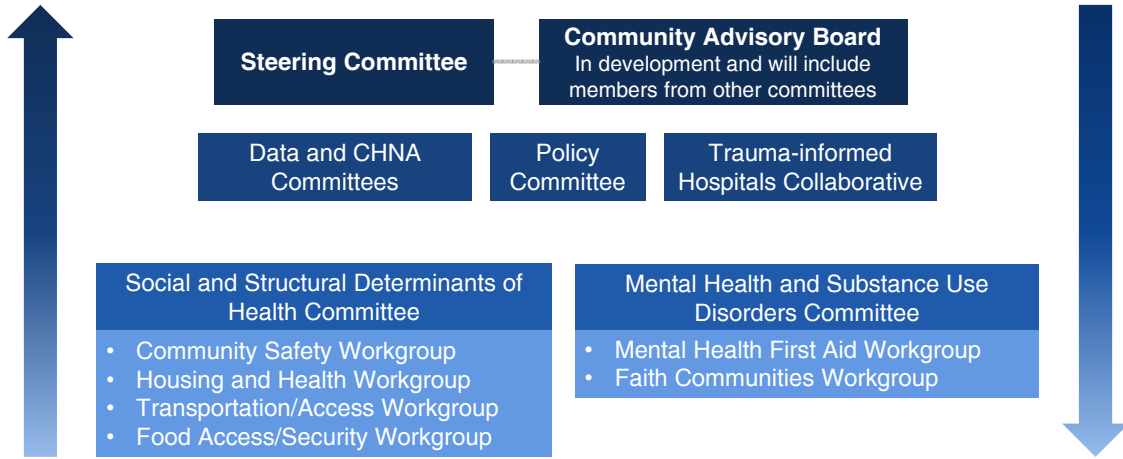 Steering Committee
Community Advisory Board
In development and will include
members from other committees
Data and CHNA
Committees
Policy
Committee
Trauma-informed
Hospitals Collaborative
Social and Structural Determinants of
Health Committee
• Community Safety Workgroup
• Housing and Health Workgroup
• Transportation/Access Workgroup
• Food Access/Security Workgroup
Mental Health and Substance Use
Disorders Committee
• Mental Health First Aid Workgroup
• Faith Communities Workgroup